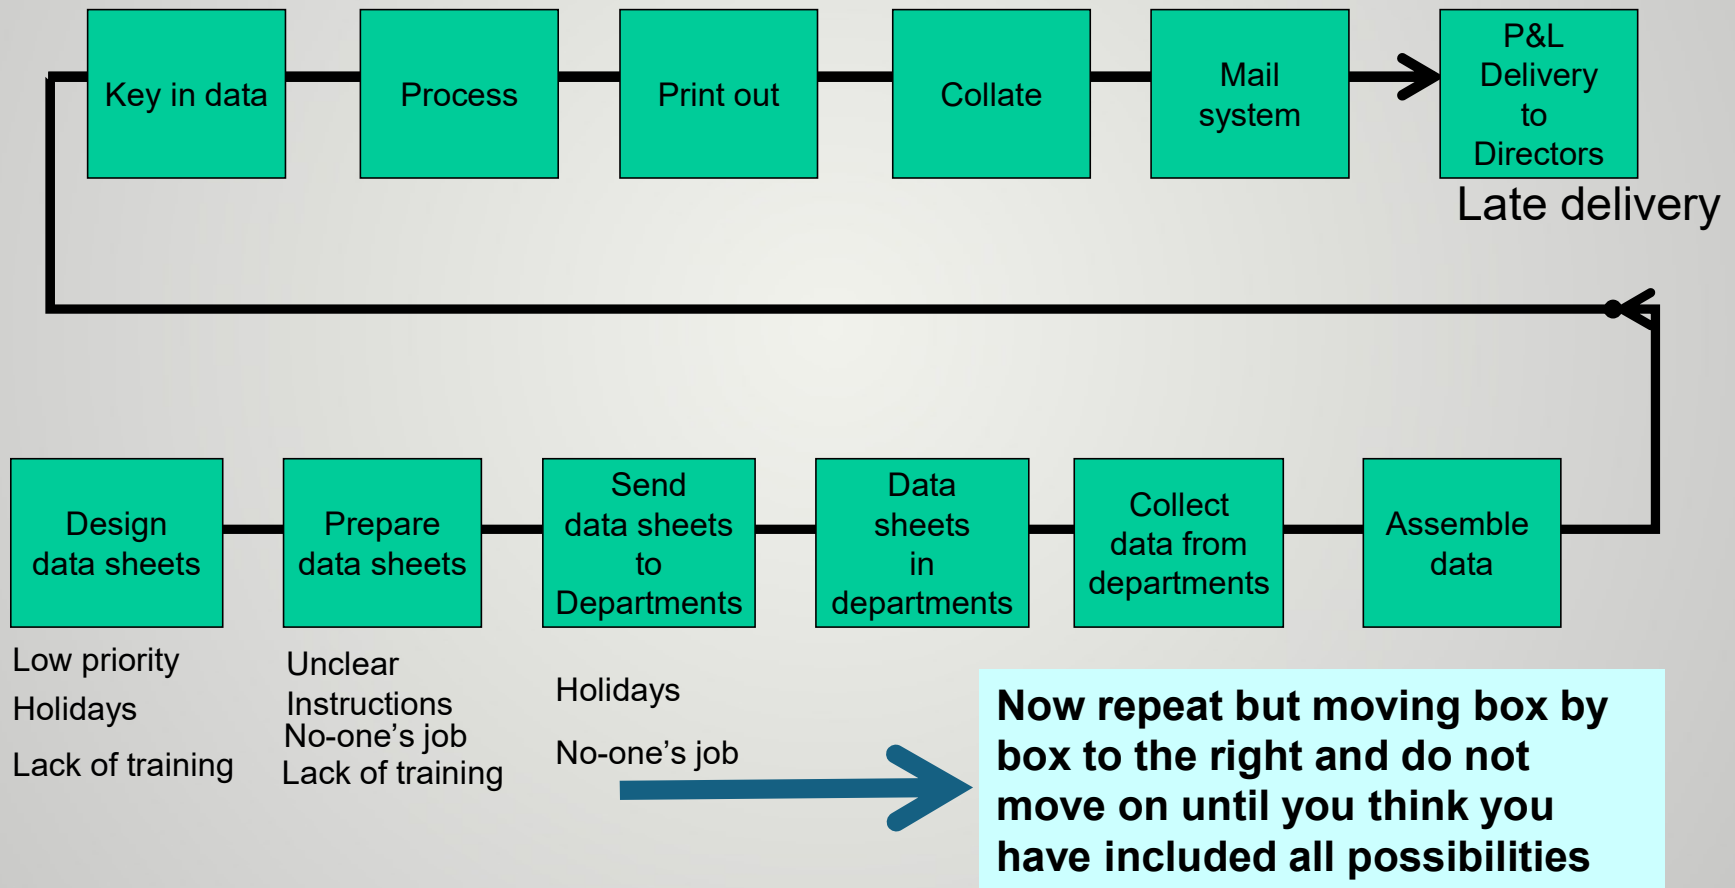 Key in data
Process
Print out
Collate
Mail
system
P&L
Delivery
to
Directors
Late delivery
Design
data sheets
Prepare
data sheets
Send
data sheets
to
Departments
Data
sheets
in
departments
Collect
data from
departments
Assemble
data
Low priority
Holidays
Lack of training
Unclear
Instructions
No-one’s job
Lack of training
Holidays
No-one’s job
Now repeat but moving box by
box to the right and do not
move on until you think you
have included all possibilities